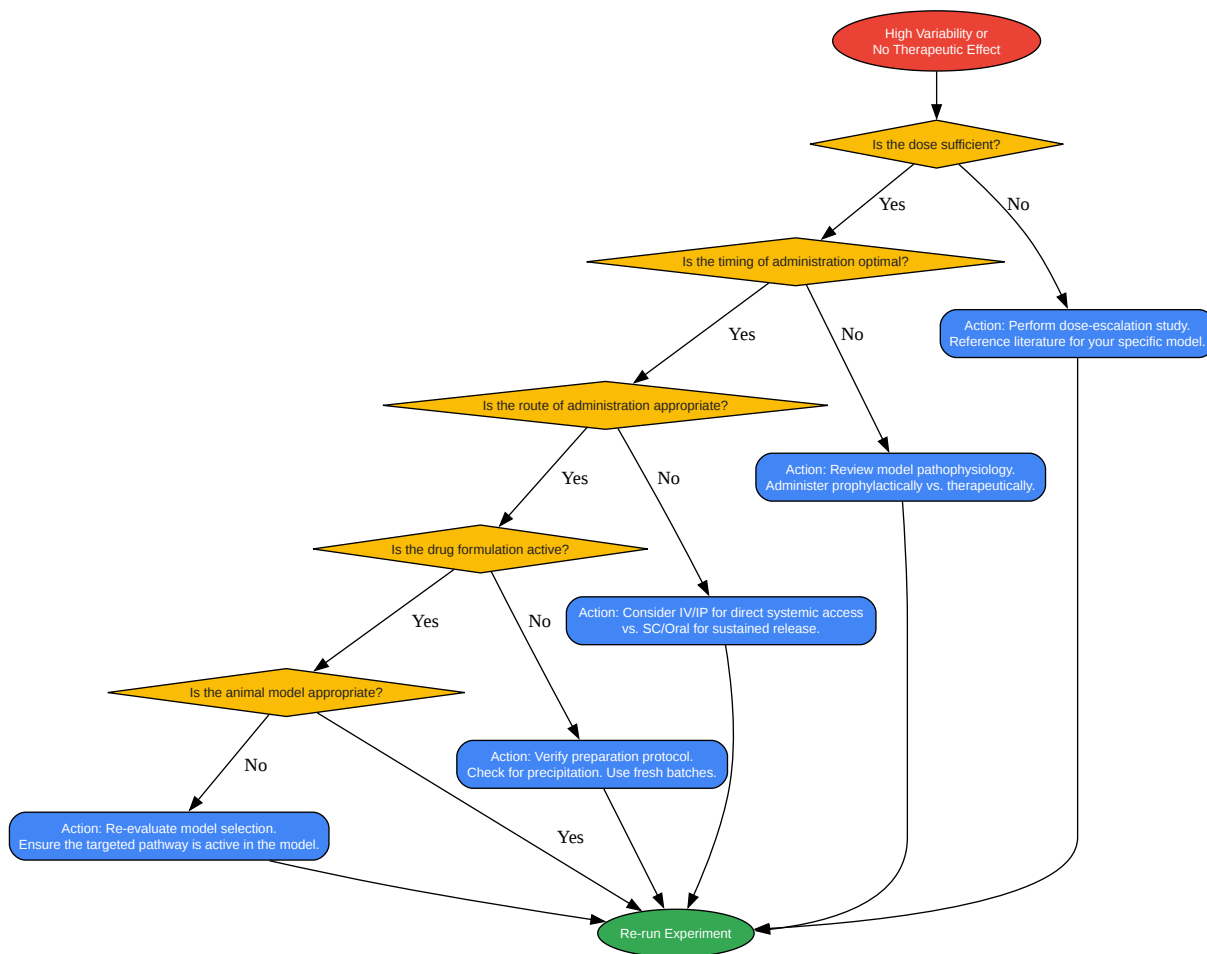 High Variability or
No Therapeutic Effect
Is the dose sufficient?
Yes
No
Is the timing of administration optimal?
Action: Perform dose-escalation study.
Reference literature for your specific model.
Yes
No
Is the route of administration appropriate?
Action: Review model pathophysiology.
Administer prophylactically vs. therapeutically.
Yes
No
Is the drug formulation active?
Action: Consider IV/IP for direct systemic access
vs. SC/Oral for sustained release.
Yes
No
Is the animal model appropriate?
Action: Verify preparation protocol.
Check for precipitation. Use fresh batches.
No
Yes
Action: Re-evaluate model selection.
Ensure the targeted pathway is active in the model.
Re-run Experiment